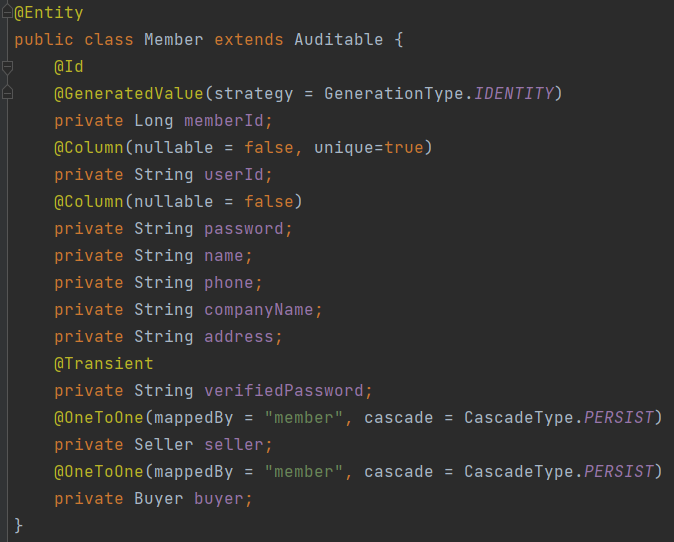 @Entity
public class Member extends Auditable {
    @Id
    @GeneratedValue(strategy = GenerationType.IDENTITY)
    private Long memberId;
    @Column(nullable = false, unique=true)
    private String userId;
    @Column(nullable = false)
    private String password;
    private String name;
    private String phone;
    private String companyName;
    private String address;
    @Transient
    private String verifiedPassword;
    @OneToOne(mappedBy = "member", cascade = CascadeType.PERSIST)
    private Seller seller;
    @OneToOne(mappedBy = "member", cascade = CascadeType.PERSIST)
    private Buyer buyer;
}